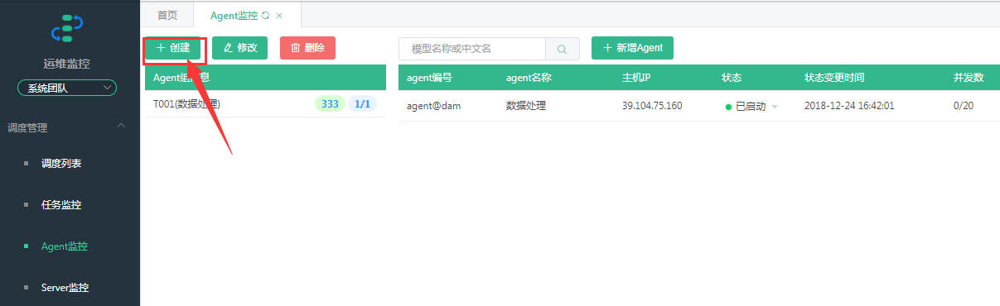 首页
Agent监控
运维监控
系统团队
调度管理
调度列表
任务监控
Agent监控
Server监控
创建
修改
删除
Agent组
息
T001(数据处理)
333
1/1
模型名称或中文名
新增Agent
agent编号 agent名称 主机IP 状态 状态变更时间 并发数
agent@dam 数据处理 39.104.75.160 已启动 2018-12-24 16:42:01 0/20